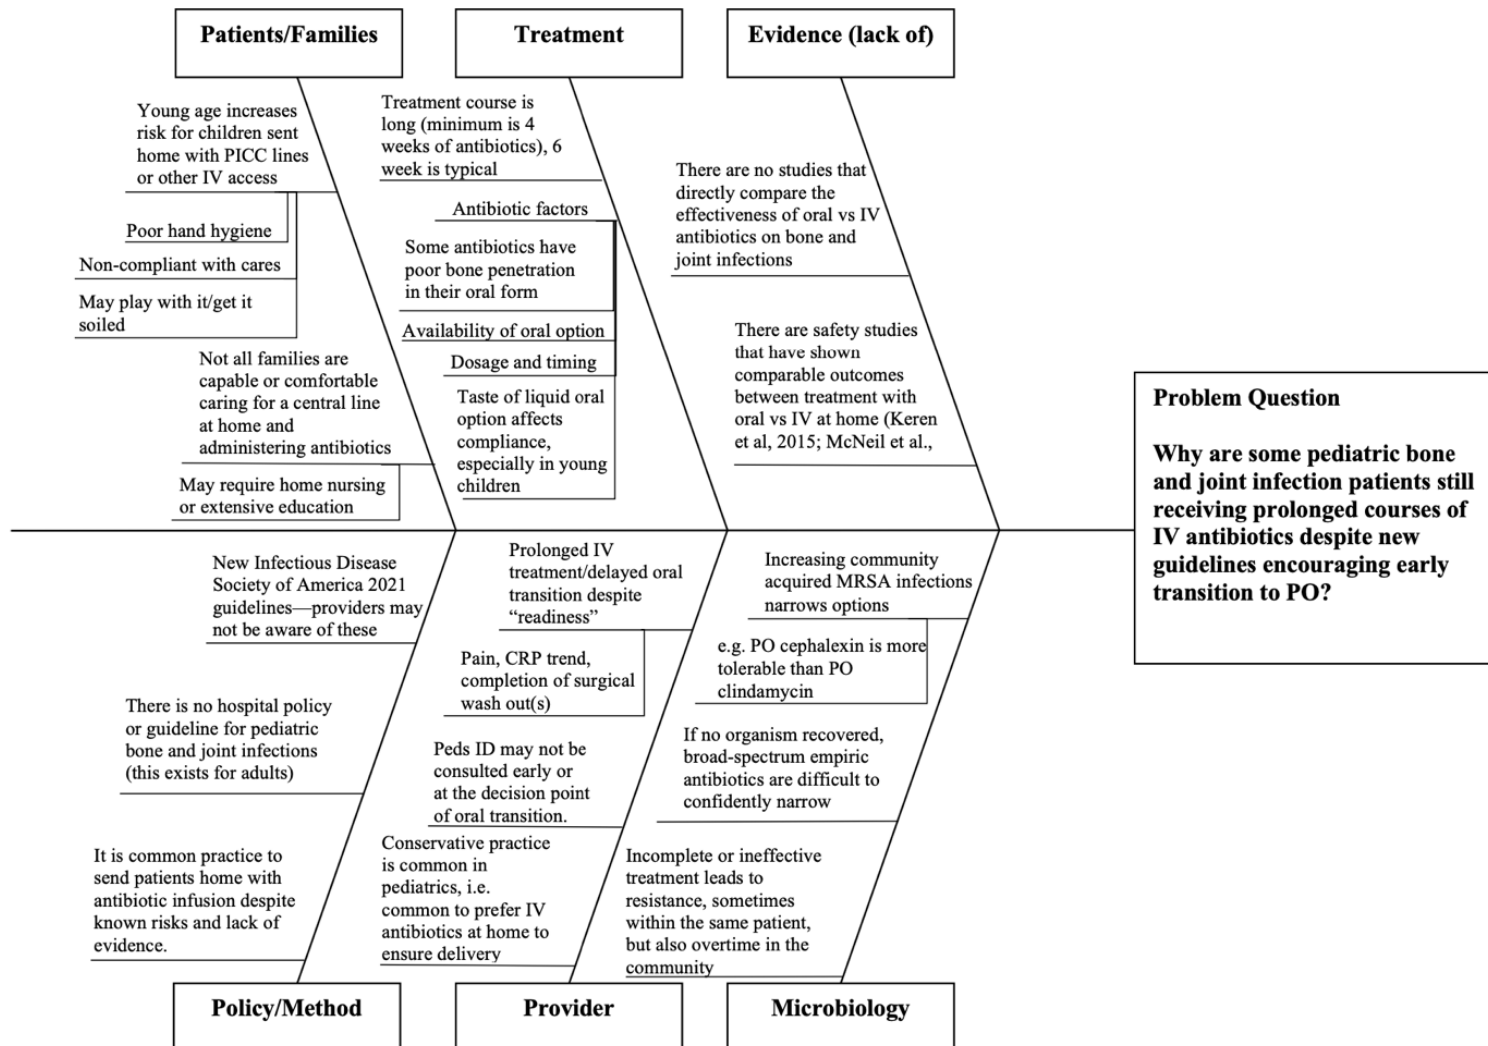 Patients/Families
Young age increases
risk for children sent
home with PICC lines
or other IV access
Poor hand hygiene
Non-compliant with cares
May play with it/get it
soiled
Not all families are
capable or comfortable
caring for a central line
at home and
administering antibiotics
May require home nursing
or extensive education
Treatment
Treatment course is
long (minimum is 4
weeks of antibiotics), 6
week is typical
Antibiotic factors
Some antibiotics have
poor bone penetration
in their oral form
Availability of oral option
Dosage and timing
Taste of liquid oral
option affects
compliance,
especially in young
children
Evidence (lack of)
There are no studies that
directly compare the
effectiveness of oral vs IV
antibiotics on bone and
joint infections
There are safety studies
that have shown
comparable outcomes
between treatment with
oral vs IV at home (Keren
et al, 2015; McNeil et al.,
Problem Question
Why are some pediatric bone
and joint infection patients still
receiving prolonged courses of
IV antibiotics despite new
guidelines encouraging early
transition to PO?
New Infectious Disease
Society of America 2021
guidelines—providers may
not be aware of these
There is no hospital policy
or guideline for pediatric
bone and joint infections
(this exists for adults)
It is common practice to
send patients home with
antibiotic infusion despite
known risks and lack of
evidence.
Policy/Method
Prolonged IV
treatment/delayed oral
transition despite
“readiness”
Pain, CRP trend,
completion of surgical
wash out(s)
Peds ID may not be
consulted early or
at the decision point
of oral transition.
Conservative practice
is common in
pediatrics, i.e.
common to prefer IV
antibiotics at home to
ensure delivery
Provider
Increasing community
acquired MRSA infections
narrows options
e.g. PO cephalexin is more
tolerable than PO
clindamycin
If no organism recovered,
broad-spectrum empiric
antibiotics are difficult to
confidently narrow
Incomplete or ineffective
treatment leads to
resistance, sometimes
within the same patient,
but also overtime in the
community
Microbiology